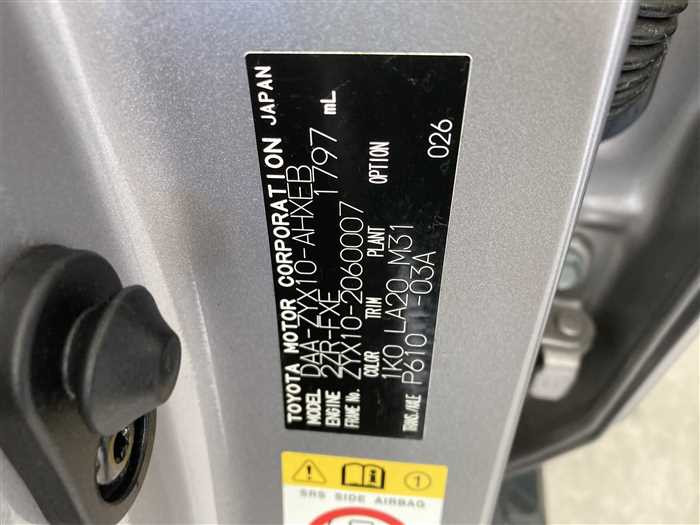 TOYOTA MOTOR CORPORATION JAPAN
MODEL DAA-ZYX10-AHXEB
ENGINE 2ZR-FXE 1797 mL
FRAME No. ZYX10-2060007
COLOR TRIM PLANT OPTION
1K0 LA20 M31
TRANS./AXLE P610 -03A 026
1
SRS SIDE AIRBAG